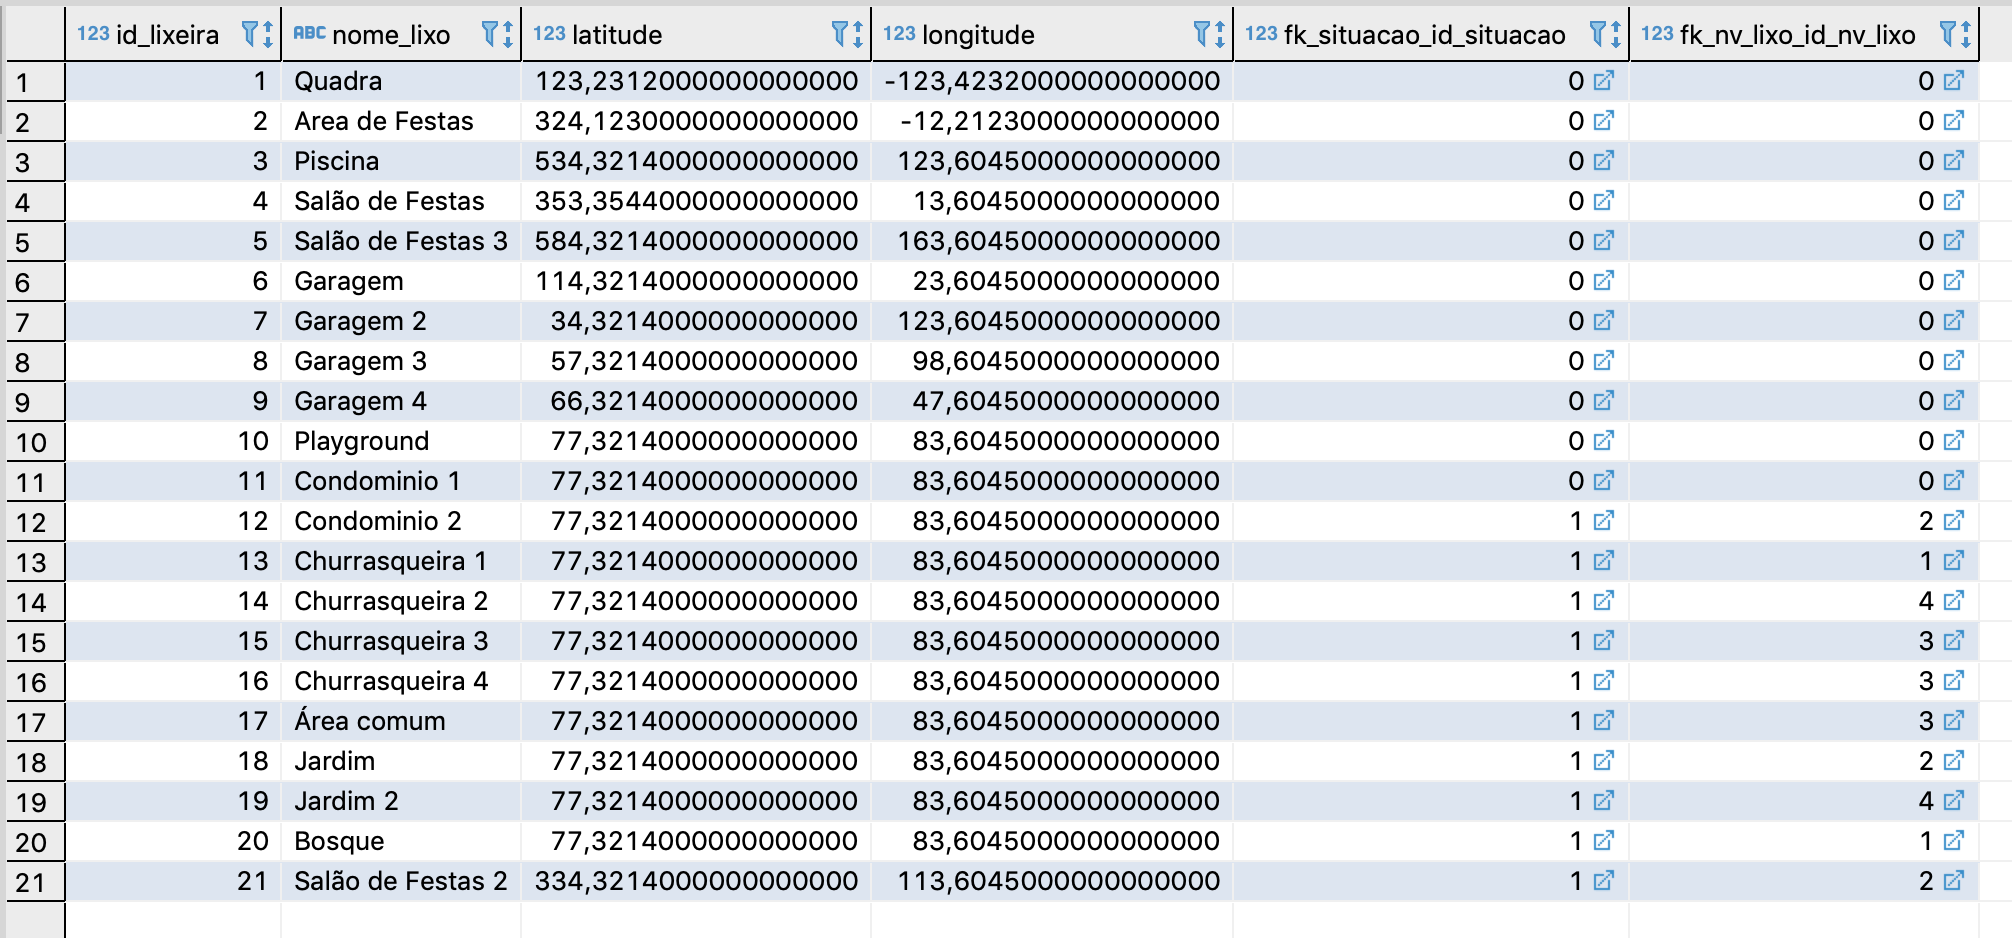 123 id_lixeira ABC nome_lixo 123 latitude 123 longitude 123 fk_situacao_id_situacao 123 fk_nv_lixo_id_nv_lixo
1 1 Quadra 123,2312000000000000 -123,4232000000000000 0 0
2 2 Area de Festas 324,1230000000000000 -12,2123000000000000 0 0
3 3 Piscina 534,3214000000000000 123,6045000000000000 0 0
4 4 Salão de Festas 353,3544000000000000 13,6045000000000000 0 0
5 5 Salão de Festas 3 584,3214000000000000 163,6045000000000000 0 0
6 6 Garagem 114,3214000000000000 23,6045000000000000 0 0
7 7 Garagem 2 34,3214000000000000 123,6045000000000000 0 0
8 8 Garagem 3 57,3214000000000000 98,6045000000000000 0 0
9 9 Garagem 4 66,3214000000000000 47,6045000000000000 0 0
10 10 Playground 77,3214000000000000 83,6045000000000000 0 0
11 11 Condominio 1 77,3214000000000000 83,6045000000000000 0 0
12 12 Condominio 2 77,3214000000000000 83,6045000000000000 1 2
13 13 Churrasqueira 1 77,3214000000000000 83,6045000000000000 1 1
14 14 Churrasqueira 2 77,3214000000000000 83,6045000000000000 1 4
15 15 Churrasqueira 3 77,3214000000000000 83,6045000000000000 1 3
16 16 Churrasqueira 4 77,3214000000000000 83,6045000000000000 1 3
17 17 Área comum 77,3214000000000000 83,6045000000000000 1 3
18 18 Jardim 77,3214000000000000 83,6045000000000000 1 2
19 19 Jardim 2 77,3214000000000000 83,6045000000000000 1 4
20 20 Bosque 77,3214000000000000 83,6045000000000000 1 1
21 21 Salão de Festas 2 334,3214000000000000 113,6045000000000000 1 2